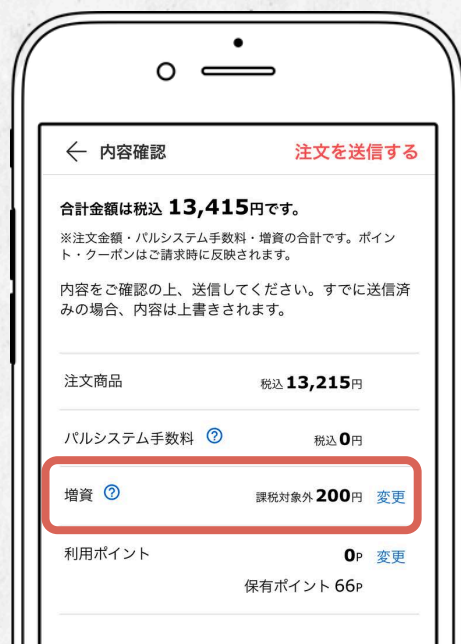 ← 内容確認 注文を送信する
合計金額は税込 13,415円です。
※注文金額・パルシステム手数料・増資の合計です。ポイン
ト・クーポンはご請求時に反映されます。
内容をご確認の上、送信してください。すでに送信済
みの場合、内容は上書きされます。
注文商品 税込 13,215円
パルシステム手数料 ? 税込 0円
増資 ? 課税対象外 200円 変更
利用ポイント 0P 変更
保有ポイント 66P